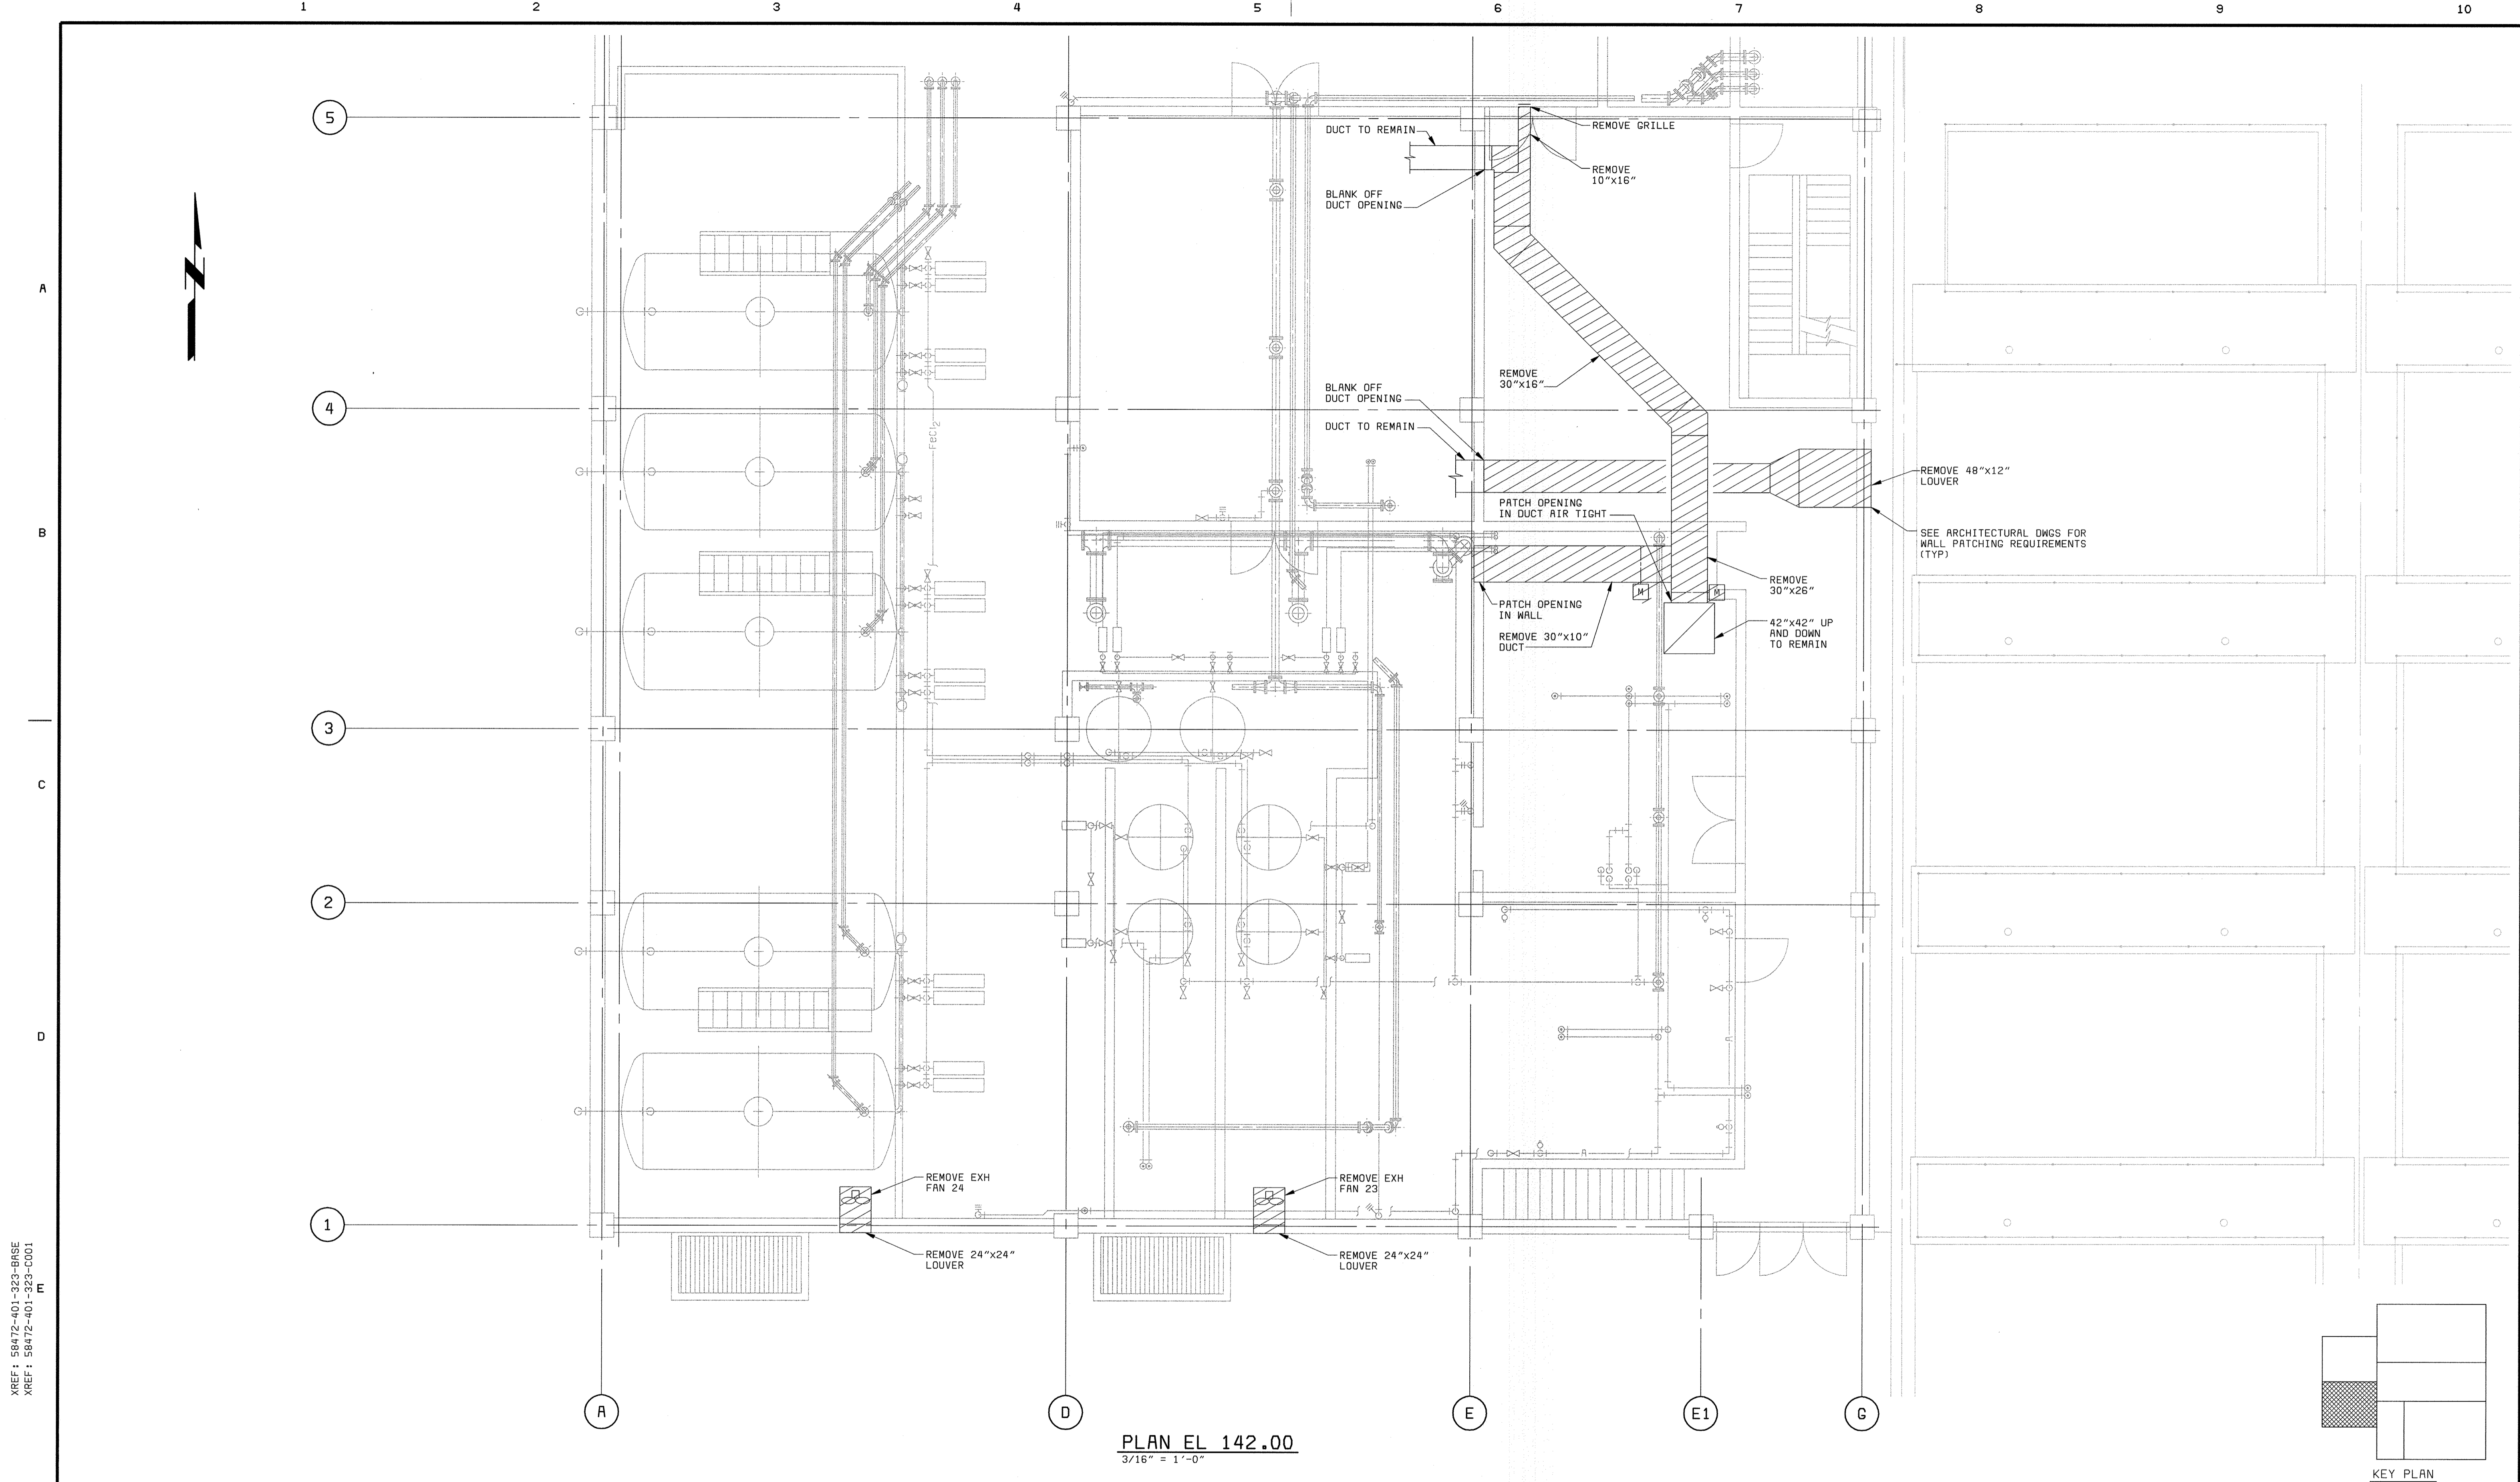 1 2 3 4 5 6 7 8 9 10
5
DUCT TO REMAIN
REMOVE GRILLE
REMOVE
10"x16"
BLANK OFF
DUCT OPENING
N
A
REMOVE
30"x16"
BLANK OFF
DUCT OPENING
4
DUCT TO REMAIN
FeCl2
REMOVE 48"x12"
LOUVER
PATCH OPENING
IN DUCT AIR TIGHT
B
SEE ARCHITECTURAL DWGS FOR
WALL PATCHING REQUIREMENTS
(TYP)
REMOVE
30"x26"
M
M
PATCH OPENING
IN WALL
REMOVE 30"x10"
DUCT
42"x42" UP
AND DOWN
TO REMAIN
3
C
2
D
A
A
REMOVE EXH
FAN 24
REMOVE EXH
FAN 23
1
REMOVE 24"x24"
LOUVER
REMOVE 24"x24"
LOUVER
E
XREF: 58472-401-323-BASE
XREF: 58472-401-323-C001
A
D
E
E1
G
PLAN EL 142.00
3/16" = 1'-0"
KEY PLAN